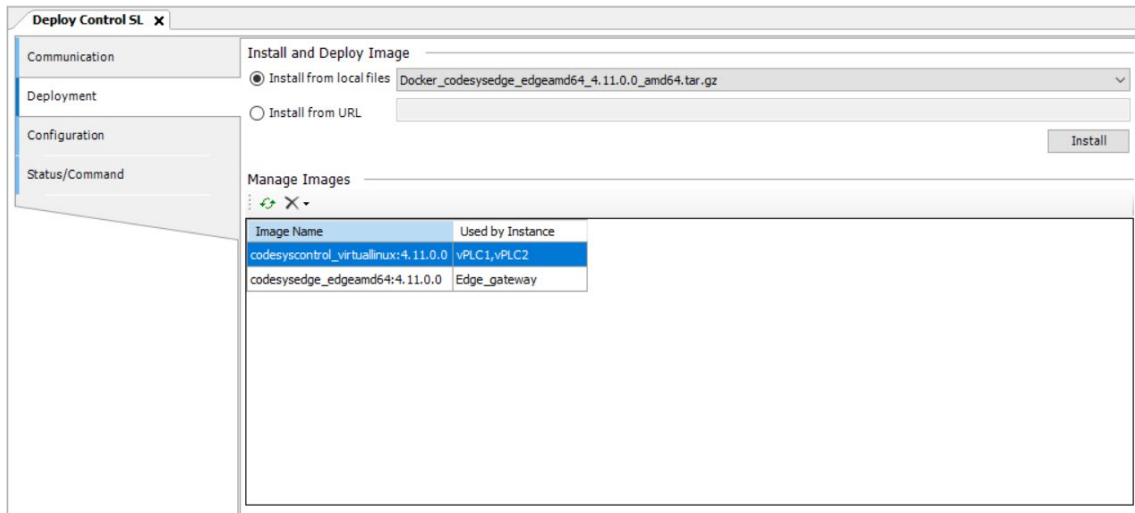 Deploy Control SL
Communication
Deployment
Configuration
Status/Command
Install and Deploy Image
Install from local files Docker_codesysedge_edgeamd64_4.11.0.0_amd64.tar.gz
Install from URL
Install
Manage Images
Image Name Used by Instance
codesyscontrol_virtuallinux:4.11.0.0 vPLC1,vPLC2
codesysedge_edgeamd64:4.11.0.0 Edge_gateway